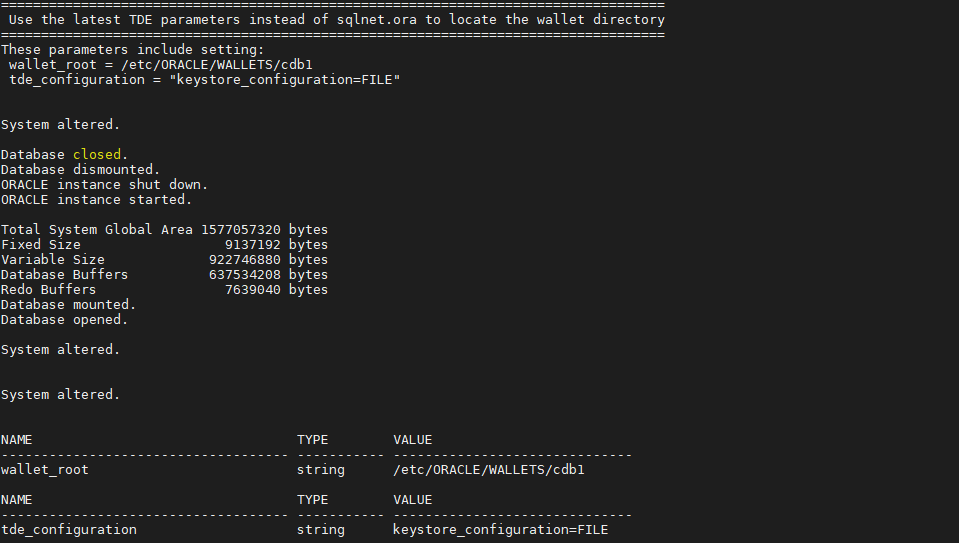 ===================================================================================
 Use the latest TDE parameters instead of sqlnet.ora to locate the wallet directory
===================================================================================
These parameters include setting:
 wallet_root = /etc/ORACLE/WALLETS/cdb1
 tde_configuration = "keystore_configuration=FILE"
System altered.
Database closed.
Database dismounted.
ORACLE instance shut down.
ORACLE instance started.
Total System Global Area 1577057320 bytes
Fixed Size                  9137192 bytes
Variable Size             922746880 bytes
Database Buffers          637534208 bytes
Redo Buffers                7639040 bytes
Database mounted.
Database opened.
System altered.
System altered.
NAME                                 TYPE        VALUE
------------------------------------ ----------- ------------------------------
wallet_root                          string      /etc/ORACLE/WALLETS/cdb1
NAME                                 TYPE        VALUE
------------------------------------ ----------- ------------------------------
tde_configuration                    string      keystore_configuration=FILE